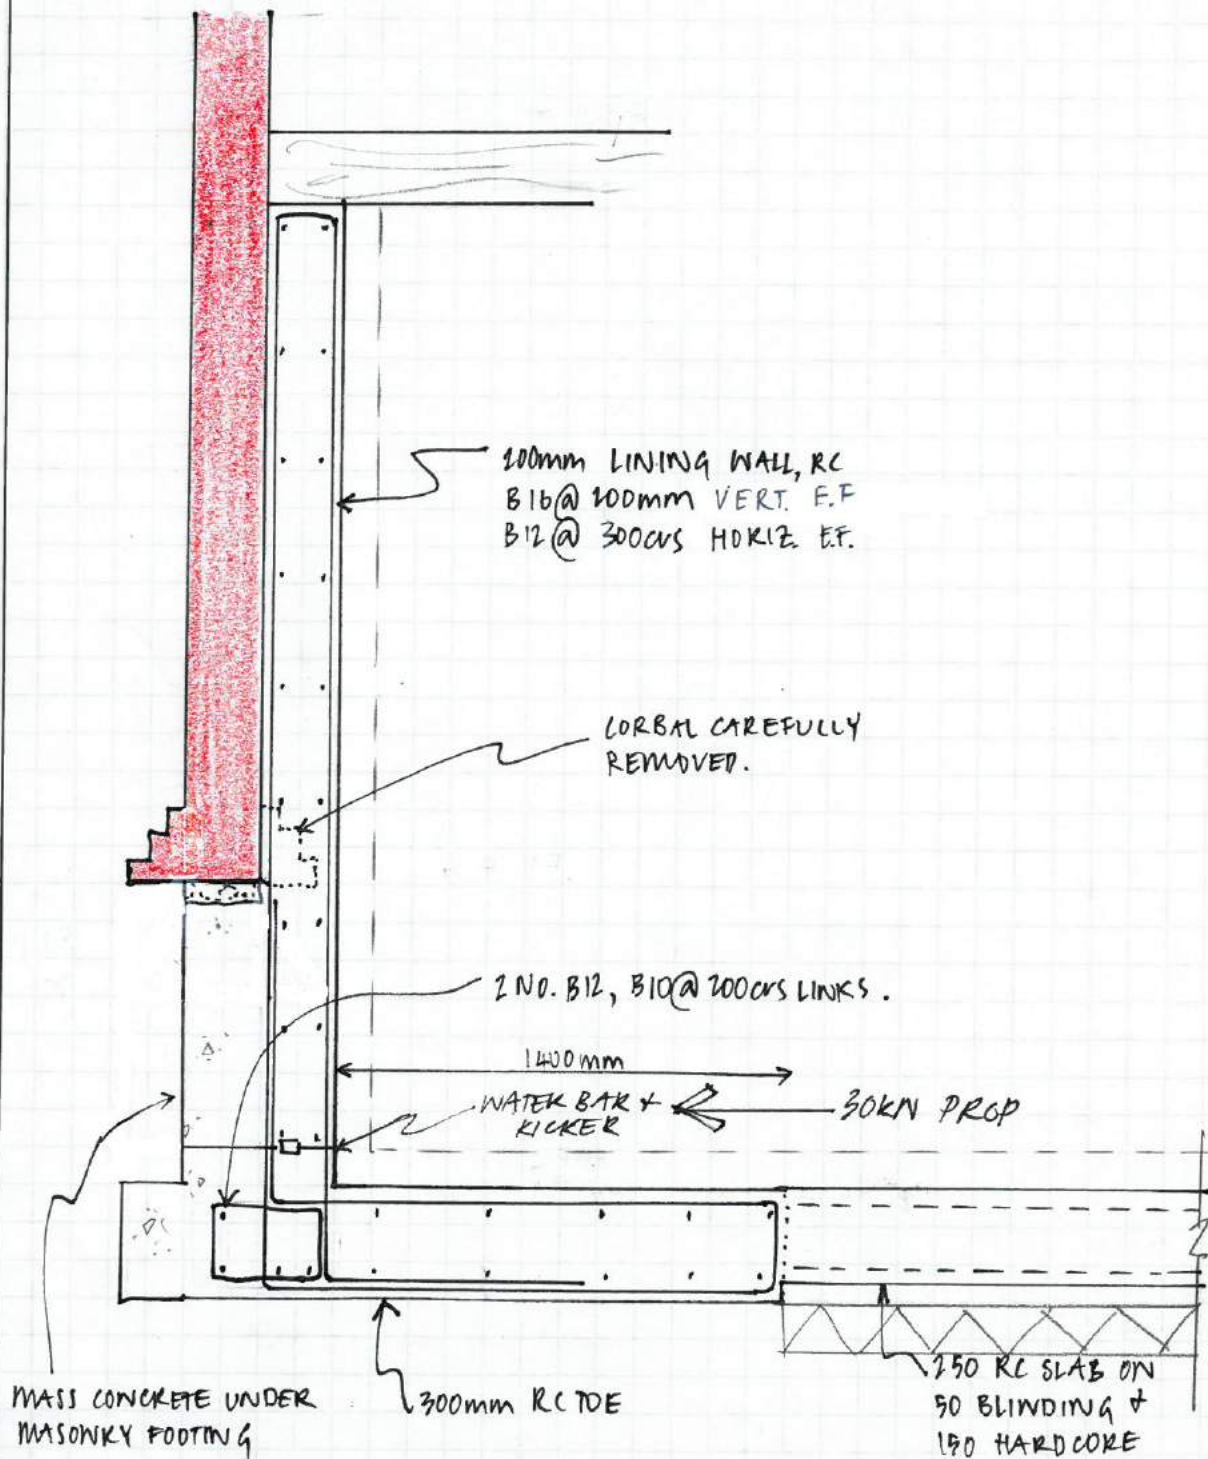 200mm LINING WALL, RC
B16@ 200mm VERT. E.F
B12@ 300CVS HORIZ. E.F.
CORBAL CAREFULLY
REMOVED.
2 NO. B12, B10@ 200CVS LINKS.
1400mm
WATER BAR &
KICKER
30KN PROP
MASS CONCRETE UNDER
MASONRY FOOTING
300mm RC TOE
250 RC SLAB ON
50 BLINDING &
150 HARDCORE